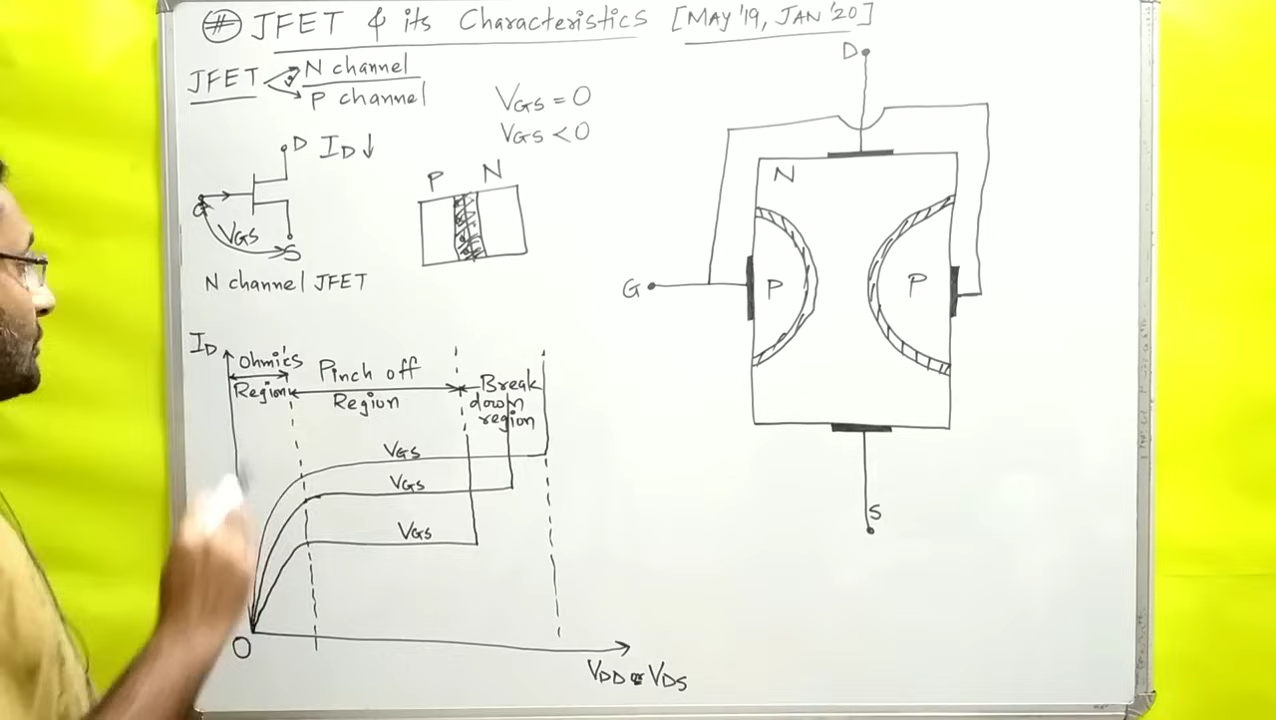 # JFET & its Characteristics [MAY '19, JAN '20]
JFET
N channel
P channel
VGS = 0
VGS < 0
D ID ↓
G
VGS
S
N channel JFET
P N
D
N
G
P
P
S
ID
Ohmic's
Region
Pinch off
Region
Break
down
region
VGS
VGS
VGS
O
VDD or VDS